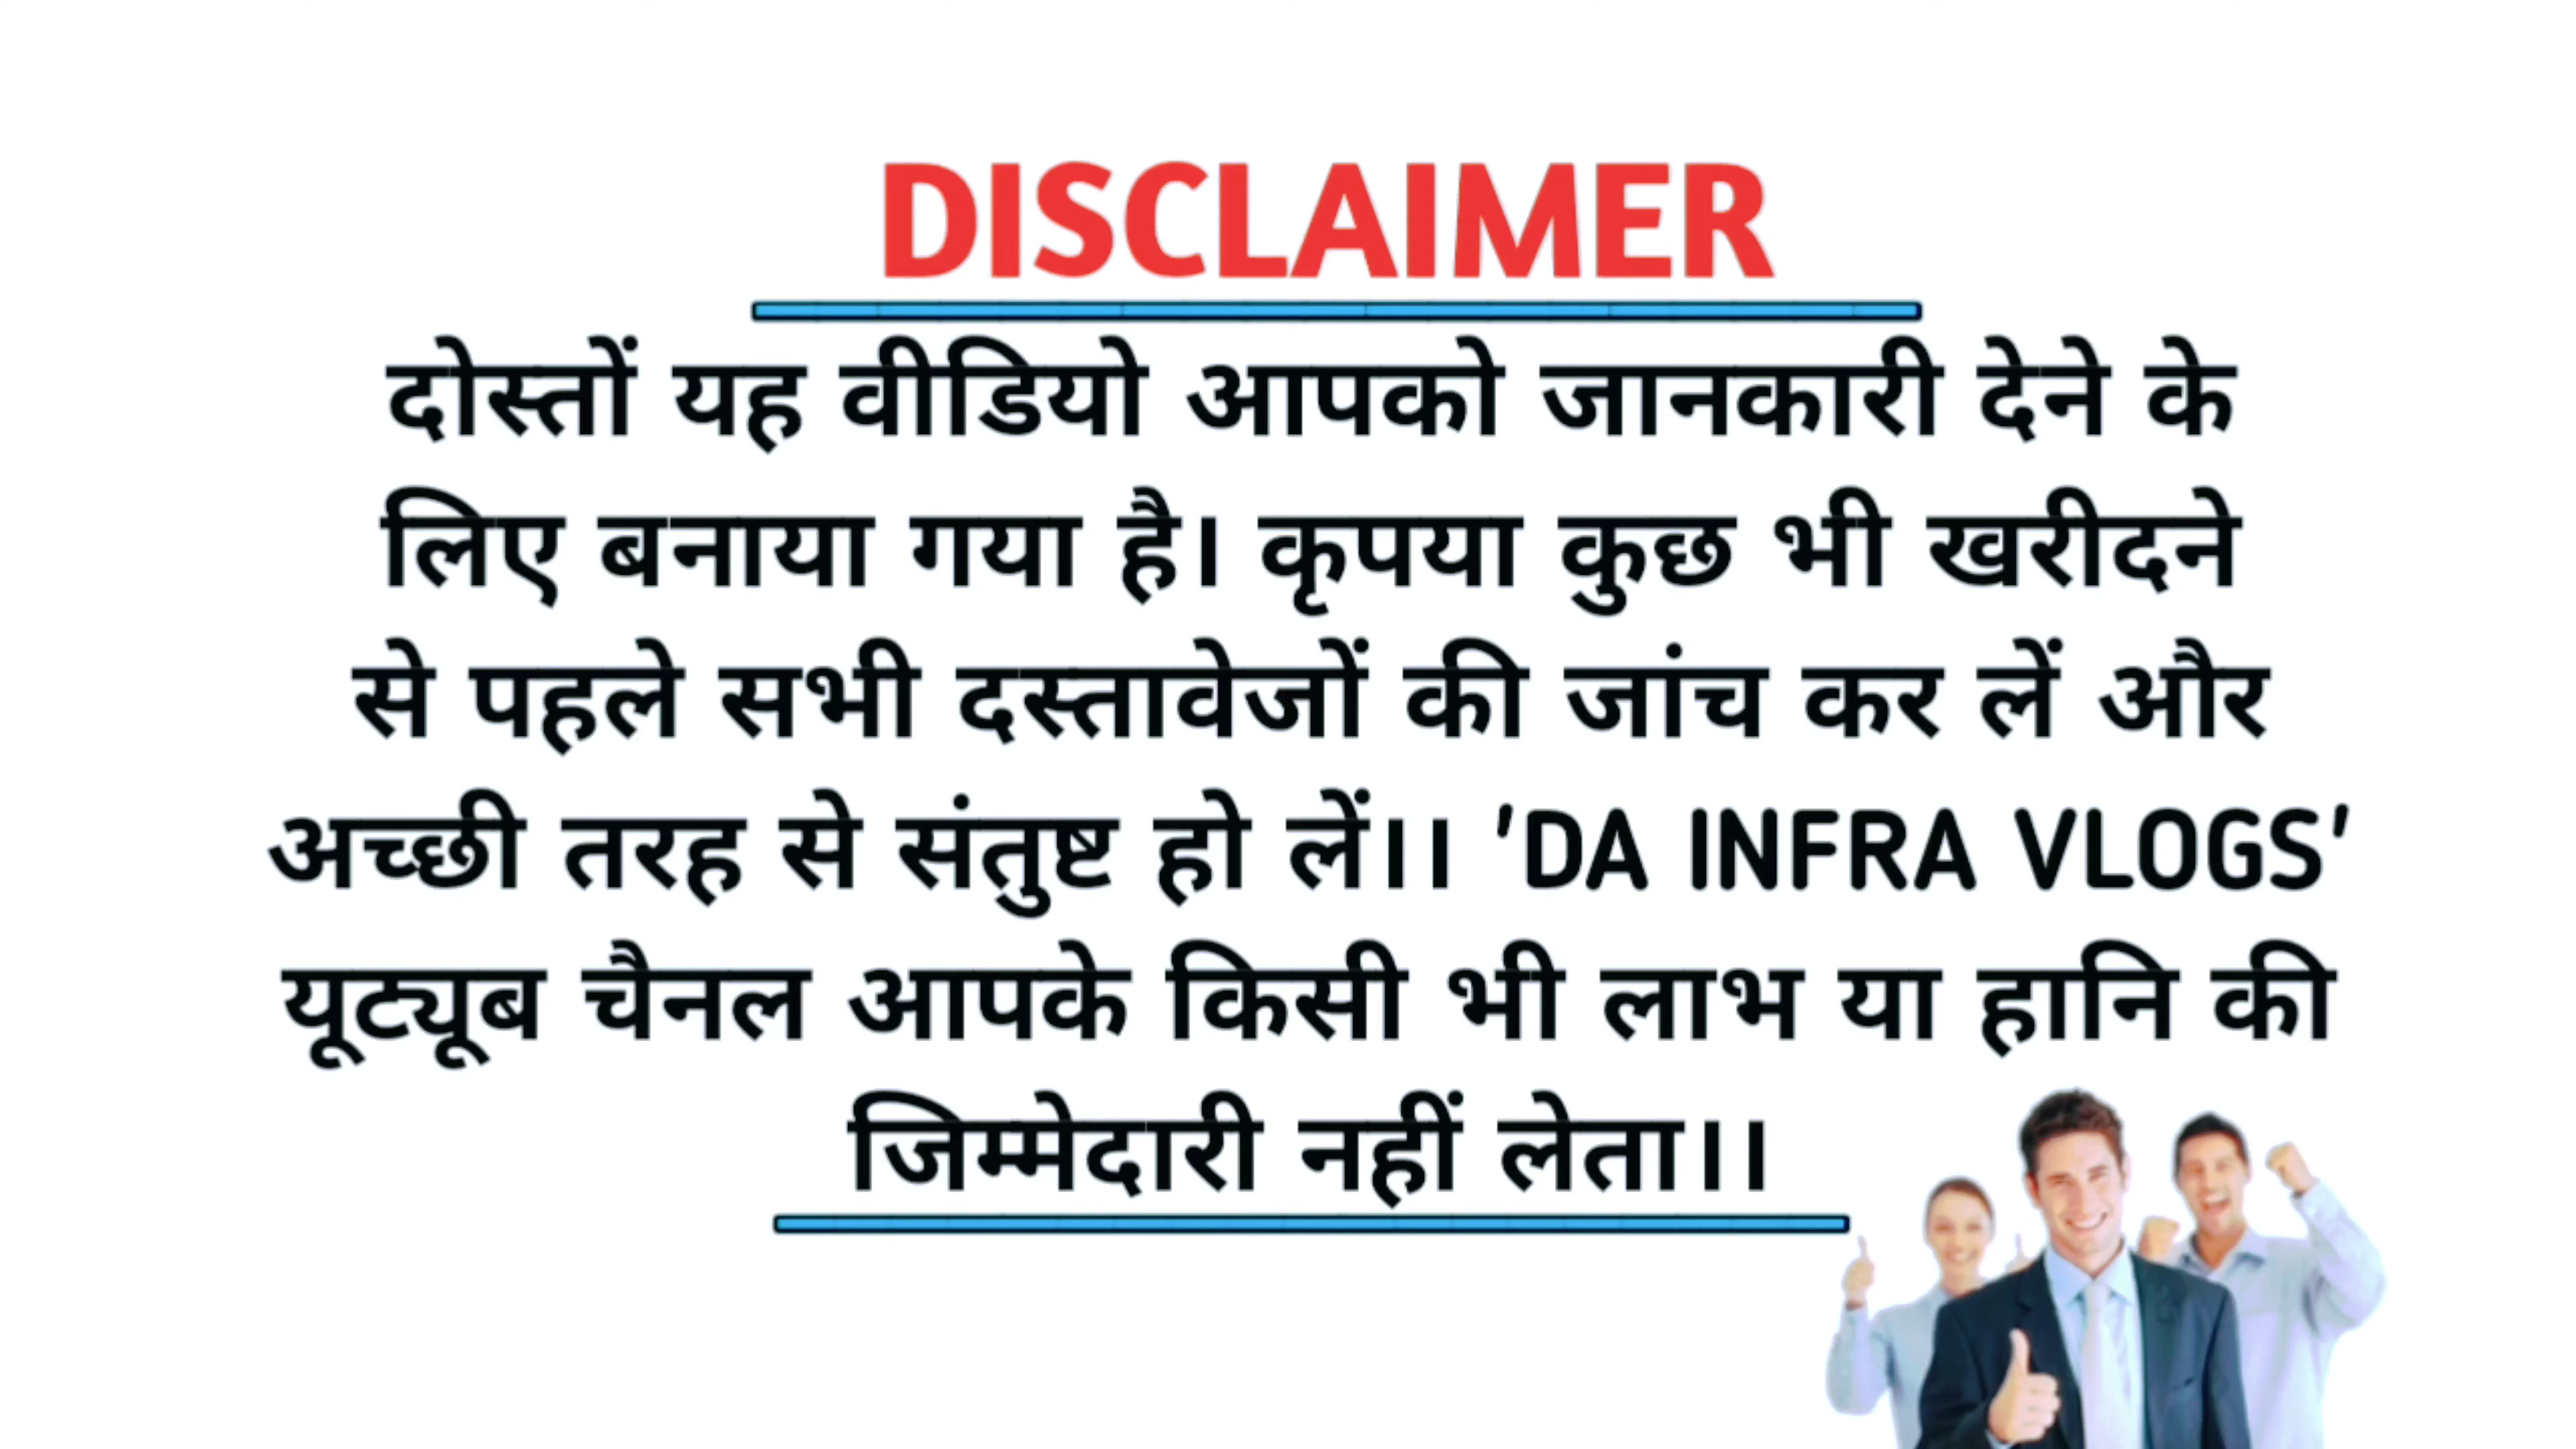 DISCLAIMER
दोस्तों यह वीडियो आपको जानकारी देने के
लिए बनाया गया है। कृपया कुछ भी खरीदने
से पहले सभी दस्तावेजों की जांच कर लें और
अच्छी तरह से संतुष्ट हो लें।। 'DA INFRA VLOGS'
यूट्यूब चैनल आपके किसी भी लाभ या हानि की
जिम्मेदारी नहीं लेता।।